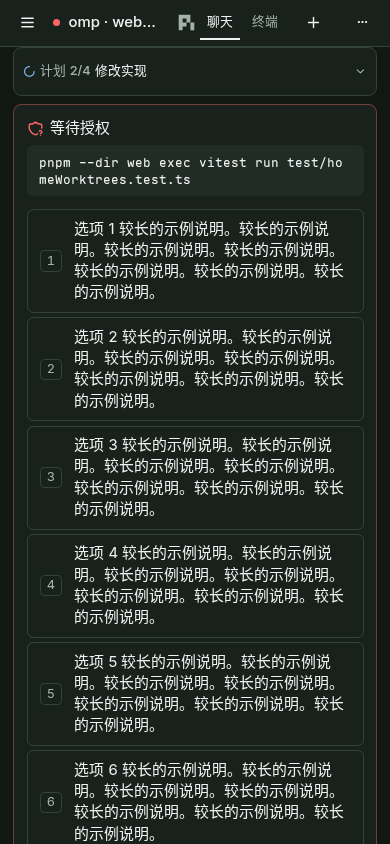 omp · web...
聊天
终端
计划 2/4 修改实现
等待授权
pnpm --dir web exec vitest run test/ho
meWorktrees.test.ts
1
选项 1 较长的示例说明。较长的示例说
明。较长的示例说明。较长的示例说明。
较长的示例说明。较长的示例说明。较长
的示例说明。
2
选项 2 较长的示例说明。较长的示例说
明。较长的示例说明。较长的示例说明。
较长的示例说明。较长的示例说明。较长
的示例说明。
3
选项 3 较长的示例说明。较长的示例说
明。较长的示例说明。较长的示例说明。
较长的示例说明。较长的示例说明。较长
的示例说明。
4
选项 4 较长的示例说明。较长的示例说
明。较长的示例说明。较长的示例说明。
较长的示例说明。较长的示例说明。较长
的示例说明。
5
选项 5 较长的示例说明。较长的示例说
明。较长的示例说明。较长的示例说明。
较长的示例说明。较长的示例说明。较长
的示例说明。
6
选项 6 较长的示例说明。较长的示例说
明。较长的示例说明。较长的示例说明。
较长的示例说明。较长的示例说明。较长
的示例说明。